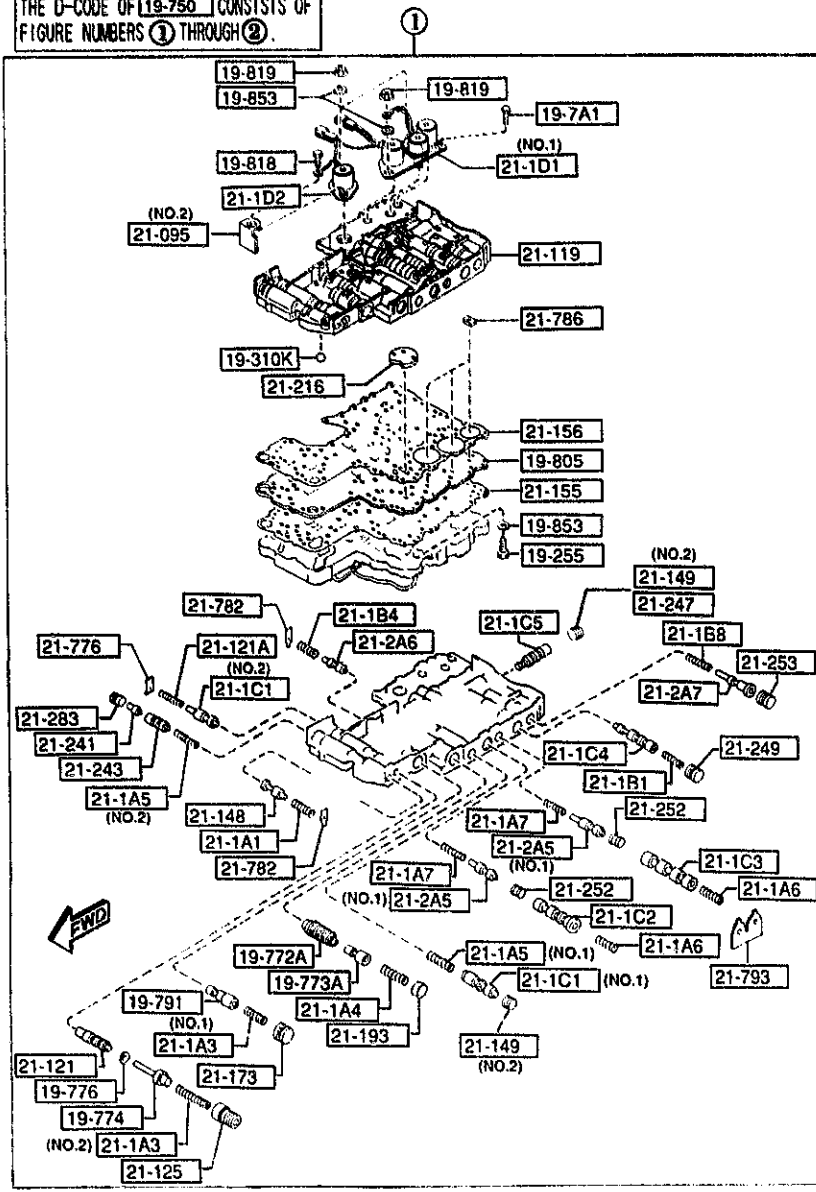 THE D-CODE OF 19-750 CONSISTS OF
FIGURE NUMBERS ① THROUGH ②.
①
19-819
19-853
19-819
19-7A1
(NO.1)
21-1D1
19-818
21-1D2
(NO.2)
21-095
21-119
21-786
19-310K
21-216
21-156
19-805
21-155
19-853
19-255
(NO.2)
21-149
21-247
21-782
21-1B4
21-2A6
21-1C5
21-1B8
21-253
21-2A7
21-776
21-121A
(NO.2)
21-1C1
21-283
21-241
21-243
21-1A5
(NO.2)
21-1C4
21-249
21-1B1
21-148
21-1A1
21-782
21-1A7
21-252
21-2A5
(NO.1)
21-1C3
21-1A6
21-1A7
(NO.1) 21-2A5
21-252
21-1C2
21-1A6
21-793
FWD
19-772A
19-773A
21-1A4
21-193
21-1A5 (NO.1)
21-1C1 (NO.1)
21-149
(NO.2)
19-791
(NO.1)
21-1A3
21-173
21-121
19-776
19-774
(NO.2) 21-1A3
21-125